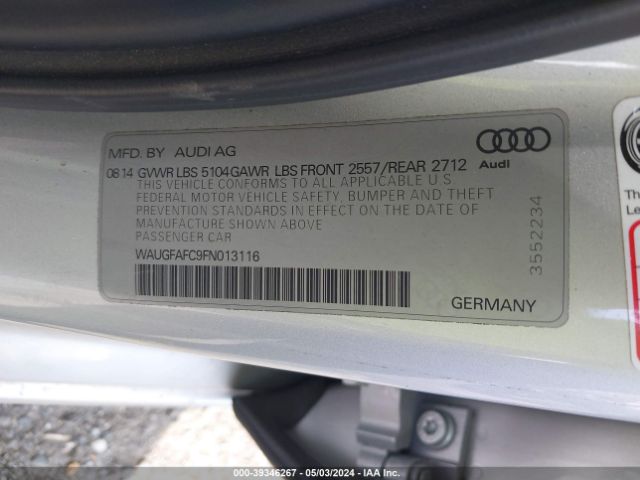 MFD. BY AUDI AG
Audi
08 14 GVWR LBS 5104GAWR LBS FRONT 2557/REAR 2712
THIS VEHICLE CONFORMS TO ALL APPLICABLE U.S
FEDERAL MOTOR VEHICLE SAFETY, BUMPER AND THEFT
PREVENTION STANDARDS IN EFFECT ON THE DATE OF
MANUFACTURE SHOWN ABOVE
PASSENGER CAR
WAUGFAFC9FN013116
3552234
GERMANY
000-39346267 - 05/03/2024 - IAA Inc.